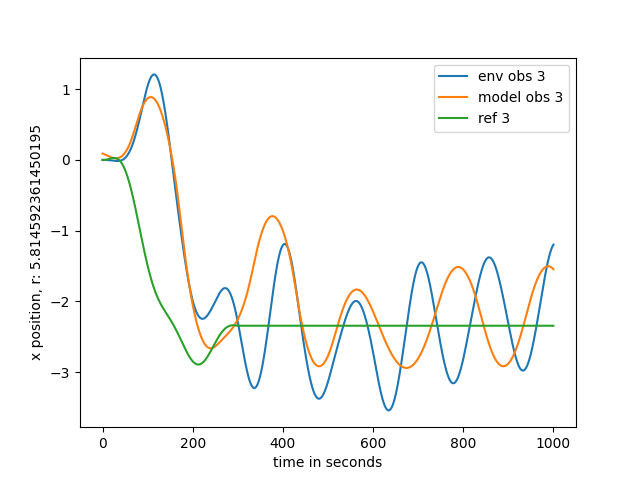 env obs 3
model obs 3
ref 3
x position, r: 5.814592361450195
1
0
−1
−2
−3
0 200 400 600 800 1000
time in seconds